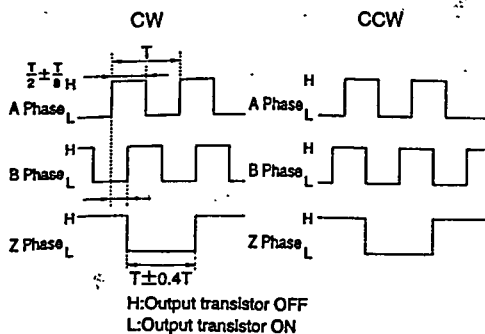 CW
CCW
T
T/2 ± T/8
H
A Phase
L
H
B Phase
L
H
Z Phase
L
T±0.4T
H
A Phase
L
H
B Phase
L
H
Z Phase
L
H:Output transistor OFF
L:Output transistor ON